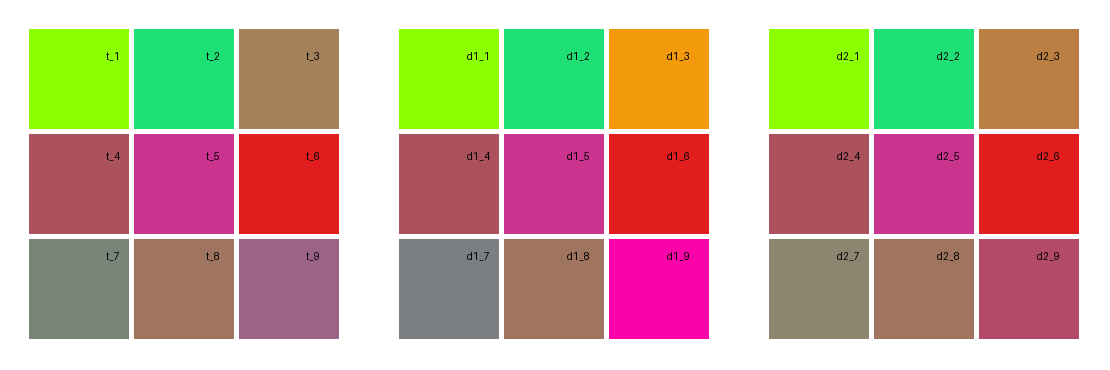 t_1 t_2 t_3 d1_1 d1_2 d1_3 d2_1 d2_2 d2_3
t_4 t_5 t_6 d1_4 d1_5 d1_6 d2_4 d2_5 d2_6
t_7 t_8 t_9 d1_7 d1_8 d1_9 d2_7 d2_8 d2_9